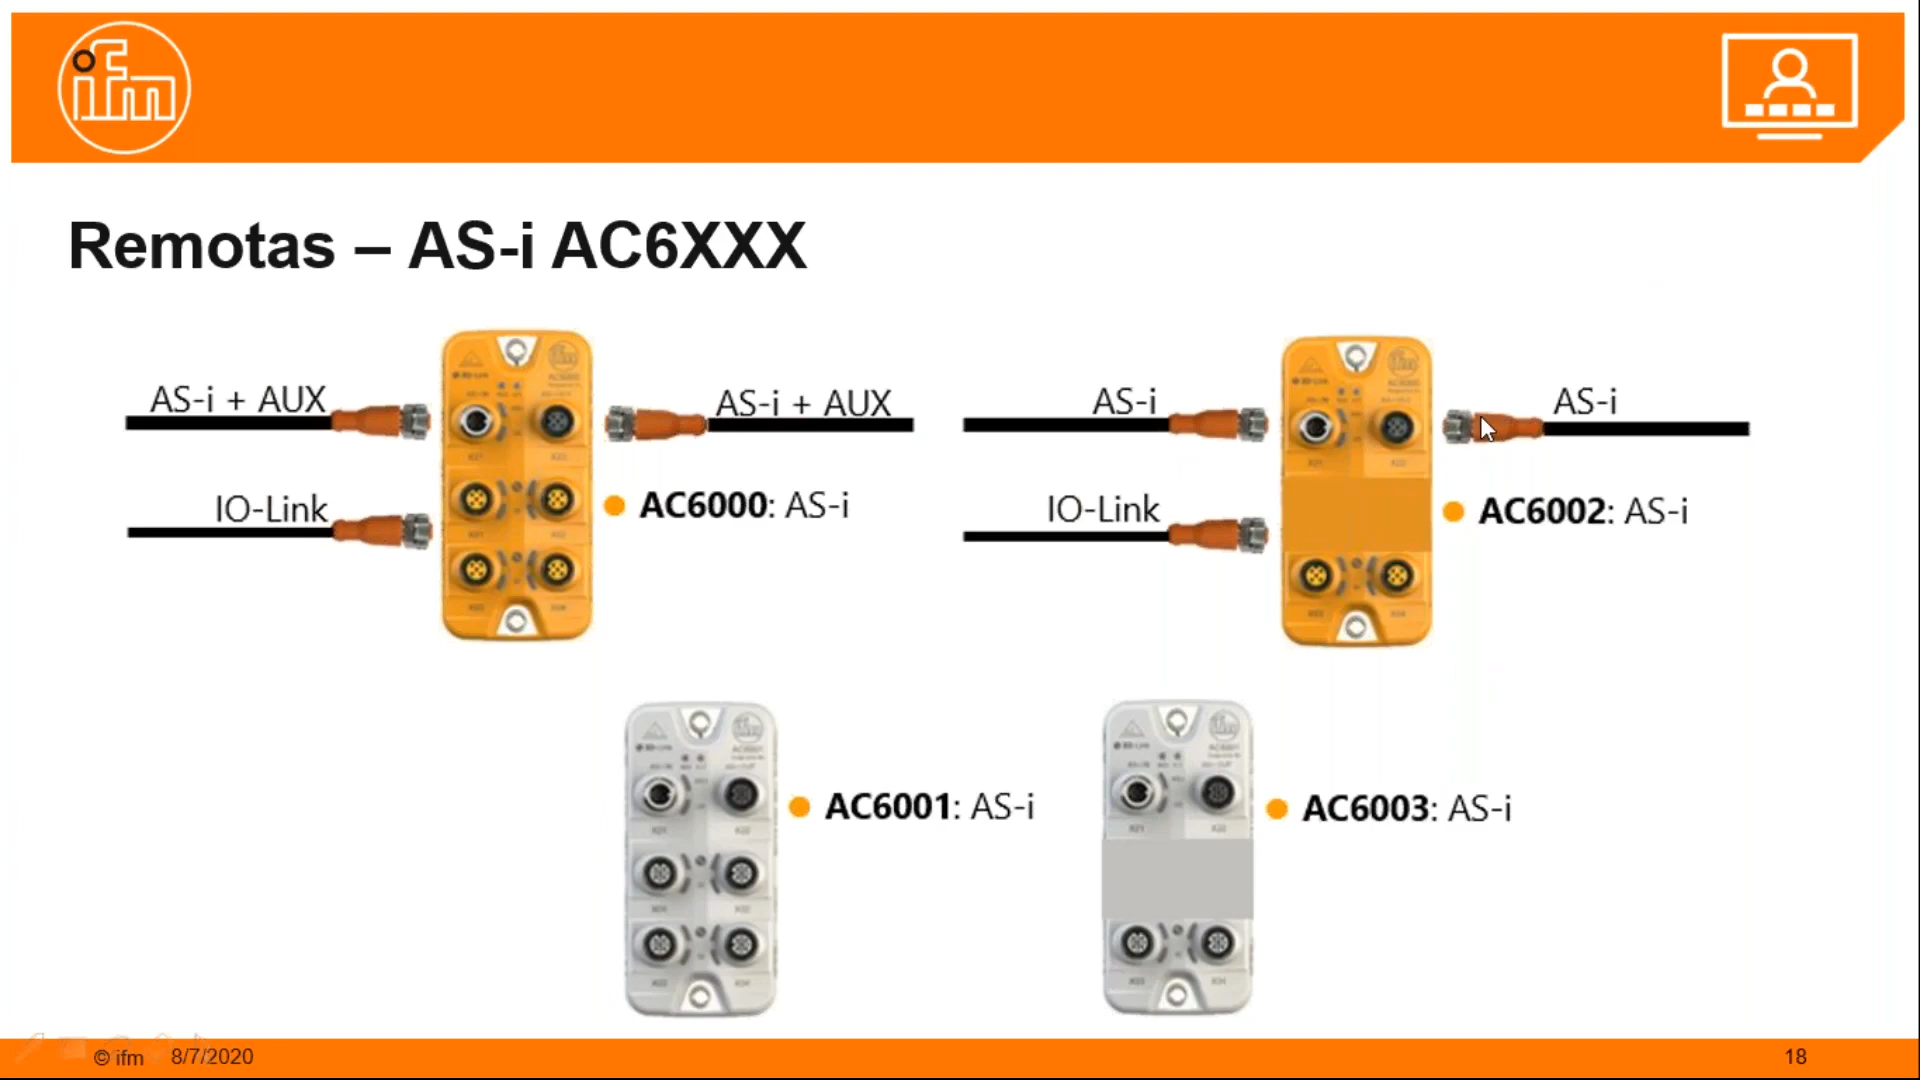 ifm
Remotas – AS-i AC6XXX
AS-i + AUX
AS-i + AUX
IO-Link
AC6000: AS-i
AS-i
AS-i
IO-Link
AC6002: AS-i
AC6001: AS-i
AC6003: AS-i
© ifm 8/7/2020
18